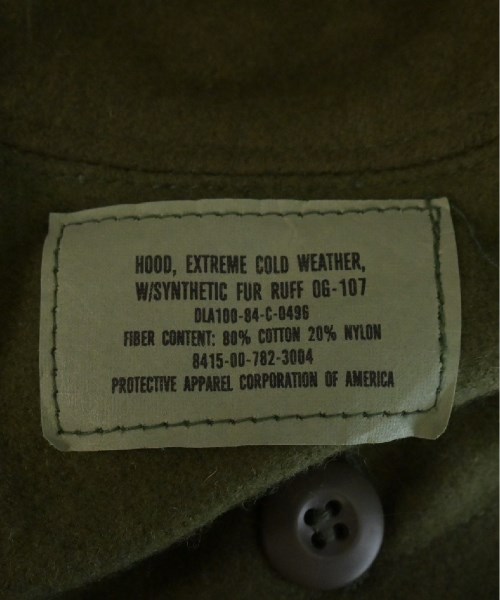 HOOD, EXTREME COLD WEATHER,
W/SYNTHETIC FUR RUFF OG-107
DLA100-84-C-0496
FIBER CONTENT: 80% COTTON 20% NYLON
8415-00-782-3004
PROTECTIVE APPAREL CORPORATION OF AMERICA